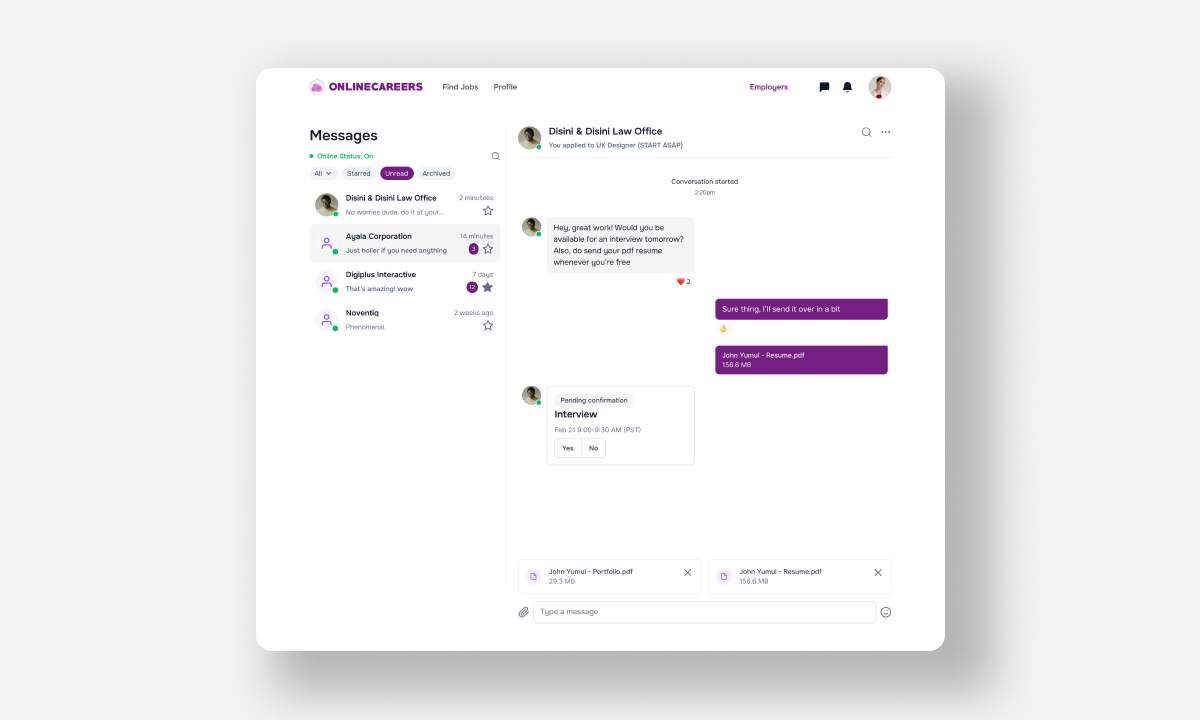 ONLINECAREERS
Find Jobs
Profile
Employers
Messages
Online Status: On
All
Starred
Unread
Archived
Disini & Disini Law Office
2 minutees
No worries dude. do it at your...
Ayala Corporation
14 minutes
Just holler if you need anything
3
Digiplus Interactive
7 days
That's amazing! wow
12
Noventiq
2 weeks ago
Phenomenal.
Disini & Disini Law Office
You applied to UX Designer (START ASAP)
Conversation started
2:20pm
Hey, great work! Would you be
available for an interview tomorrow?
Also, do send your pdf resume
whenever you're free
2
Sure thing, I'll send it over in a bit
John Yumul - Resume.pdf
156.6 MB
Pending confirmation
Interview
Feb 21 9:00-9:30 AM (PST)
Yes
No
John Yumul - Portfolio.pdf
29.3 MB
John Yumul - Resume.pdf
156.6 MB
Type a message